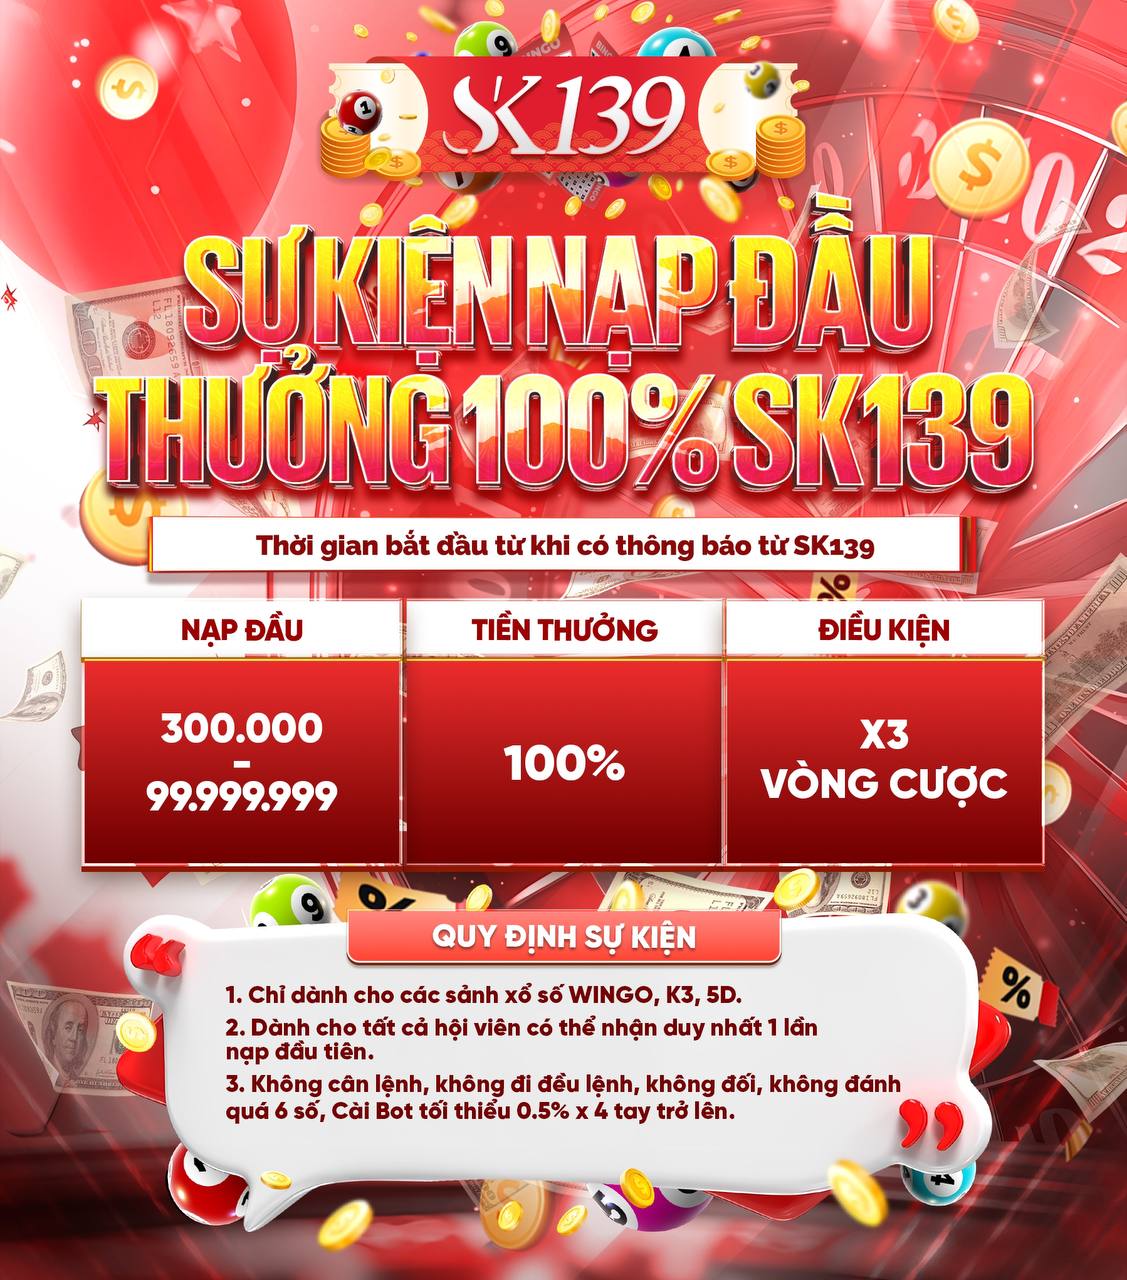 SK139
SỰ KIỆN NẠP ĐẦU
THƯỞNG 100% SK139
Thời gian bắt đầu từ khi có thông báo từ SK139
NẠP ĐẦU
TIỀN THƯỞNG
ĐIỀU KIỆN
300.000
-
99.999.999
100%
X3
VÒNG CƯỢC
QUY ĐỊNH SỰ KIỆN
1. Chỉ dành cho các sảnh xổ số WINGO, K3, 5D.
2. Dành cho tất cả hội viên có thể nhận duy nhất 1 lần
nạp đầu tiên.
3. Không cân lệnh, không đi đều lệnh, không đối, không đánh
quá 6 số, Cài Bot tối thiểu 0.5% x 4 tay trở lên.